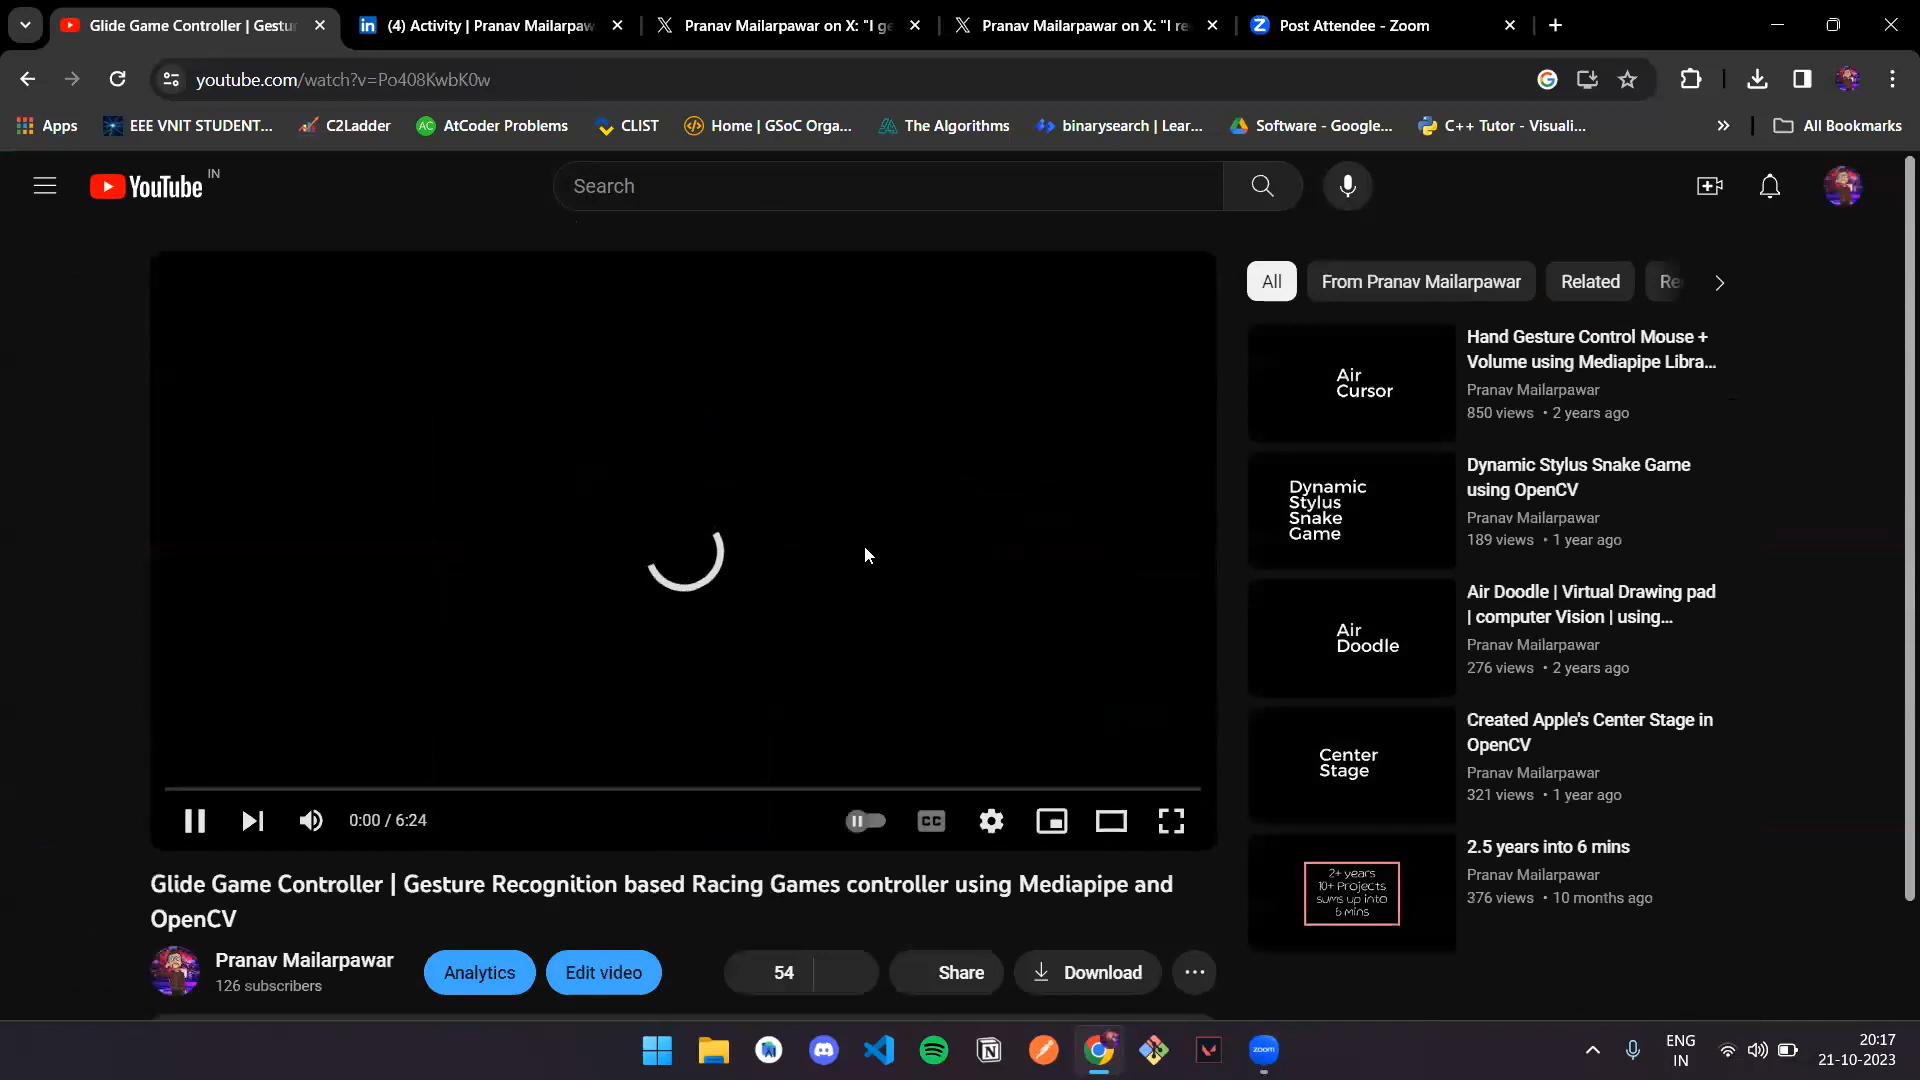 Glide Game Controller | Gestu
(4) Activity | Pranav Mailarpaw
Pranav Mailarpawar on X: "I ge
Pranav Mailarpawar on X: "I re
Post Attendee - Zoom
youtube.com/watch?v=Po408KwbK0w
Apps
EEE VNIT STUDENT...
C2Ladder
AtCoder Problems
CLIST
Home | GSoC Orga...
The Algorithms
binarysearch | Lear...
Software - Google...
C++ Tutor - Visuali...
All Bookmarks
YouTube IN
Search
All
From Pranav Mailarpawar
Related
Re
Air
Cursor
Hand Gesture Control Mouse +
Volume using Mediapipe Libra...
Pranav Mailarpawar
850 views • 2 years ago
Dynamic
Stylus
Snake
Game
Dynamic Stylus Snake Game
using OpenCV
Pranav Mailarpawar
189 views • 1 year ago
Air
Doodle
Air Doodle | Virtual Drawing pad
| computer Vision | using...
Pranav Mailarpawar
276 views • 2 years ago
Center
Stage
Created Apple's Center Stage in
OpenCV
Pranav Mailarpawar
321 views • 1 year ago
2+ years
10+ Projects
sums up into
6 mins
2.5 years into 6 mins
Pranav Mailarpawar
376 views • 10 months ago
0:00 / 6:24
CC
Glide Game Controller | Gesture Recognition based Racing Games controller using Mediapipe and
OpenCV
Pranav Mailarpawar
126 subscribers
Analytics
Edit video
54
Share
Download
zoom
ENG
IN
20:17
21-10-2023